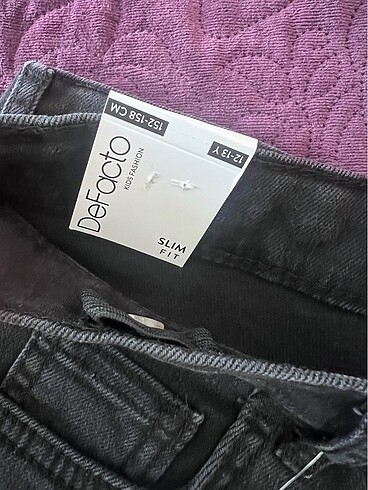 152-158 CM
12-13 Y
DeFacto
KIDS FASHION
SLIM
FIT